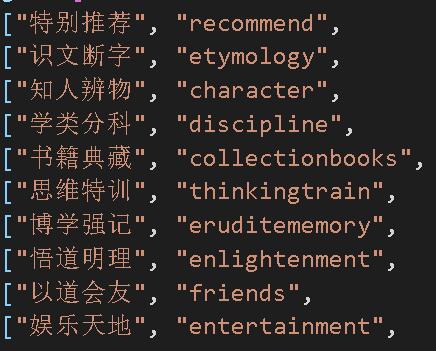 ["特别推荐", "recommend",
["识文断字", "etymology",
["知人辨物", "character",
["学类分科", "discipline",
["书籍典藏", "collectionbooks",
["思维特训", "thinkingtrain",
["博学强记", "eruditememory",
["悟道明理", "enlightenment",
["以道会友", "friends",
["娱乐天地", "entertainment",